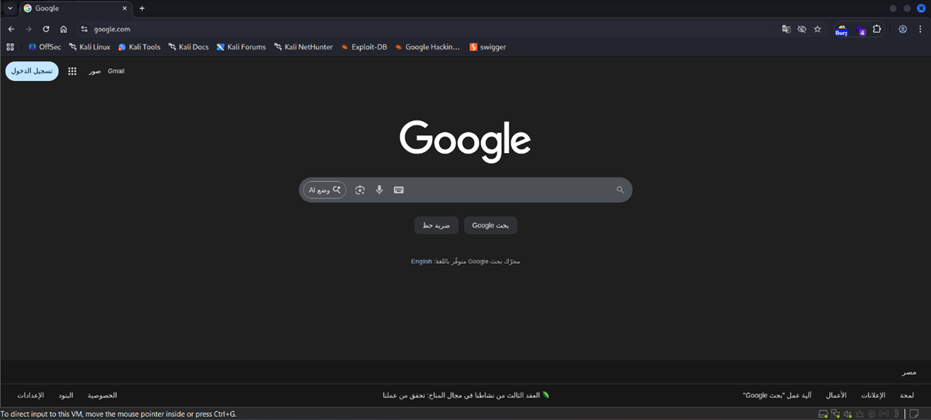 Google
google.com
Burp
4
OffSec Kali Linux Kali Tools Kali Docs Kali Forums Kali NetHunter Exploit-DB Google Hackin... swigger
تسجيل الدخول
صور
Gmail
Google
وضع AI
بحث Google
ضربة حظ
محرّك بحث Google متوفّر باللغة: English
مصر
لمحة
الإعلانات
الأعمال
آلية عمل "بحث Google"
العقد الثالث من نشاطنا في مجال المناخ: تحقق من عملنا
الخصوصية
البنود
الإعدادات
To direct input to this VM, move the mouse pointer inside or press Ctrl+G.